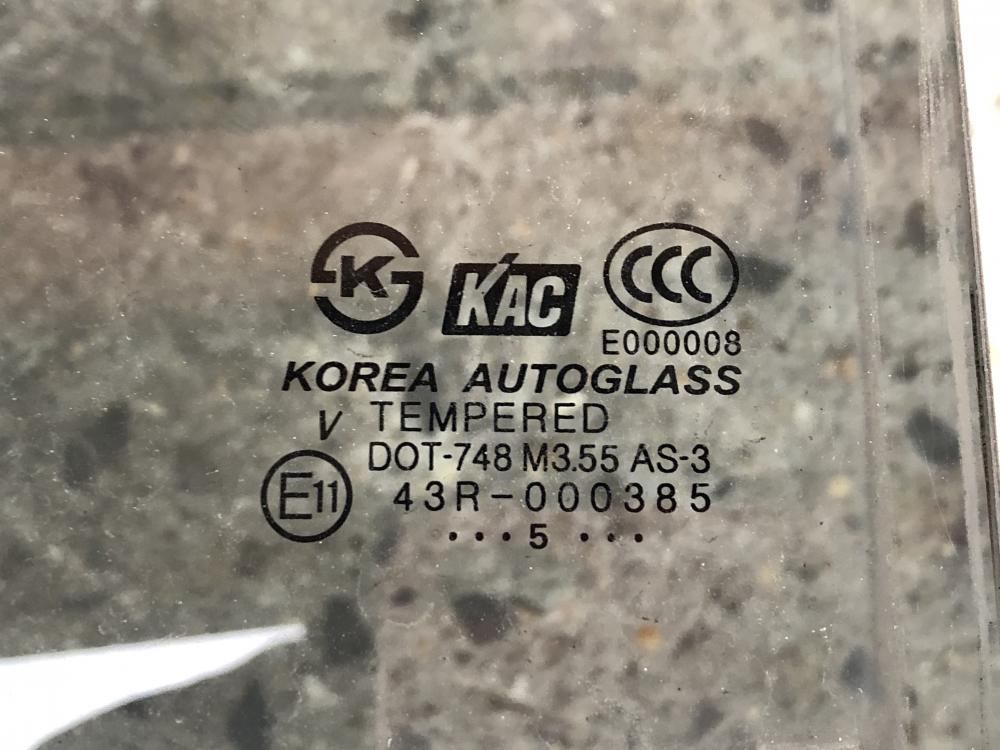 K
KAC
CCC
E000008
KOREA AUTOGLASS
V TEMPERED
DOT-748 M3.55 AS-3
E11 43R-000385
•••5 •••